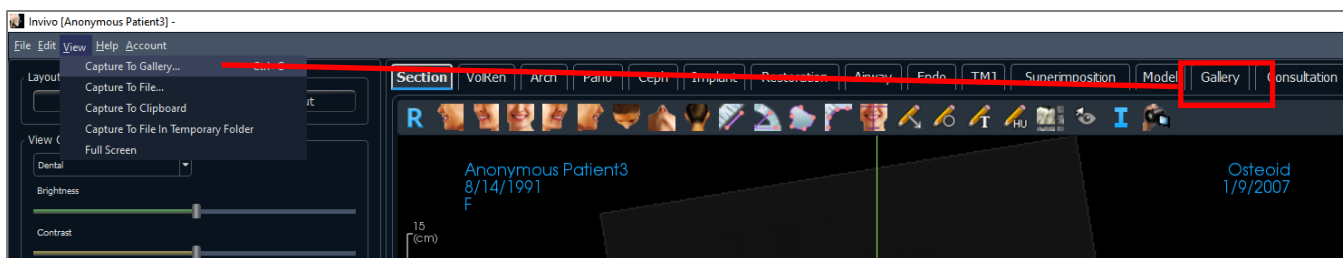 Invivo [Anonymous Patient3] -
File Edit View Help Account
Capture To Gallery...
Capture To File...
Capture To Clipboard
Capture To File In Temporary Folder
Full Screen
Layout
View
Dental
Brightness
Contrast
Section VolRen Arch Pano Ceph Implant Restoration Airway Endo TMJ Superimposition Model Gallery Consultation
R T HU I
Anonymous Patient3
8/14/1991
F
Osteoid
1/9/2007
15
(cm)